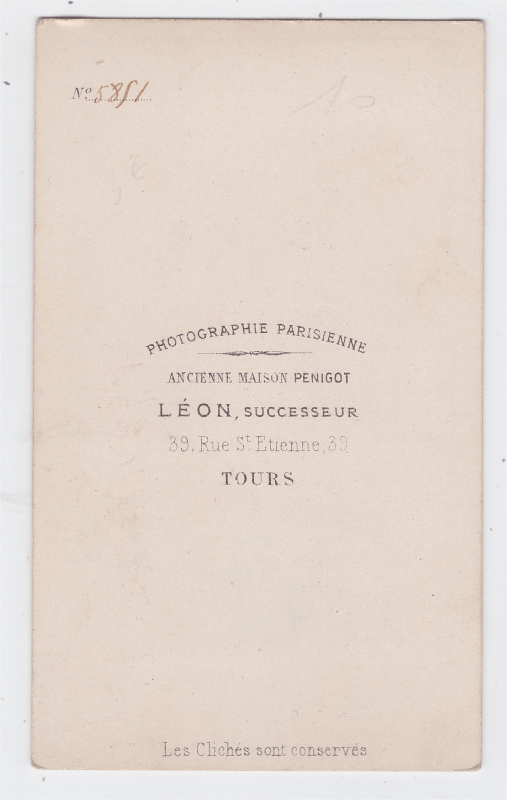 No 5851
10
PHOTOGRAPHIE PARISIENNE
ANCIENNE MAISON PENIGOT
LÉON, SUCCESSEUR
39, Rue St. Etienne, 39
TOURS
Les Clichés sont conservés